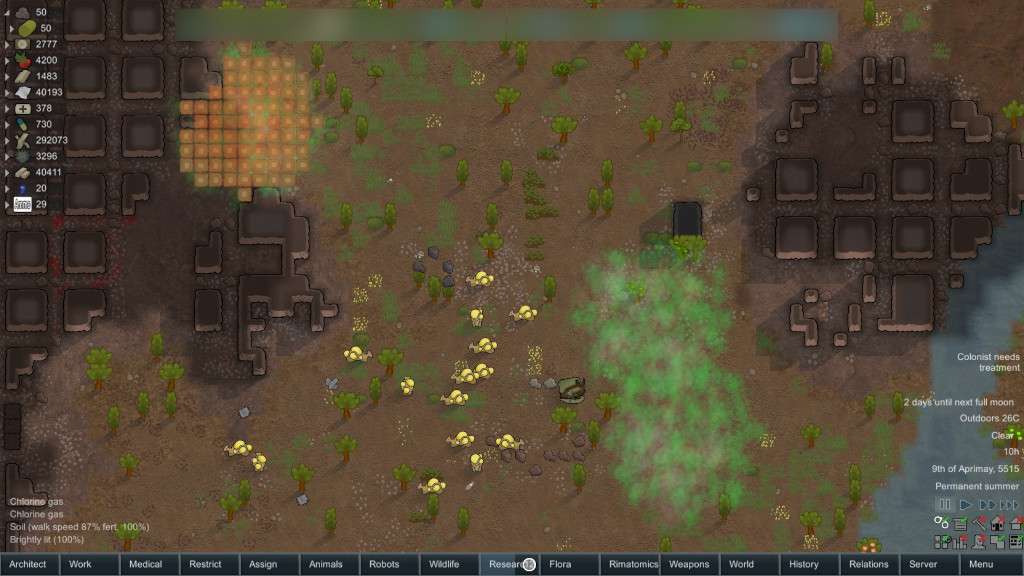 50
50
2777
4200
1483
40193
378
730
292073
3296
40411
20
29
Colonist needs
treatment
2 days until next full moon
Outdoors 26C
Clear
10h
9th of Aprimay, 5515
Permanent summer
Chlorine gas
Chlorine gas
Soil (walk speed 87% fert. 100%)
Brightly lit (100%)
Architect Work Medical Restrict Assign Animals Robots Wildlife Research Flora Rimatomics Weapons World History Relations Server Menu